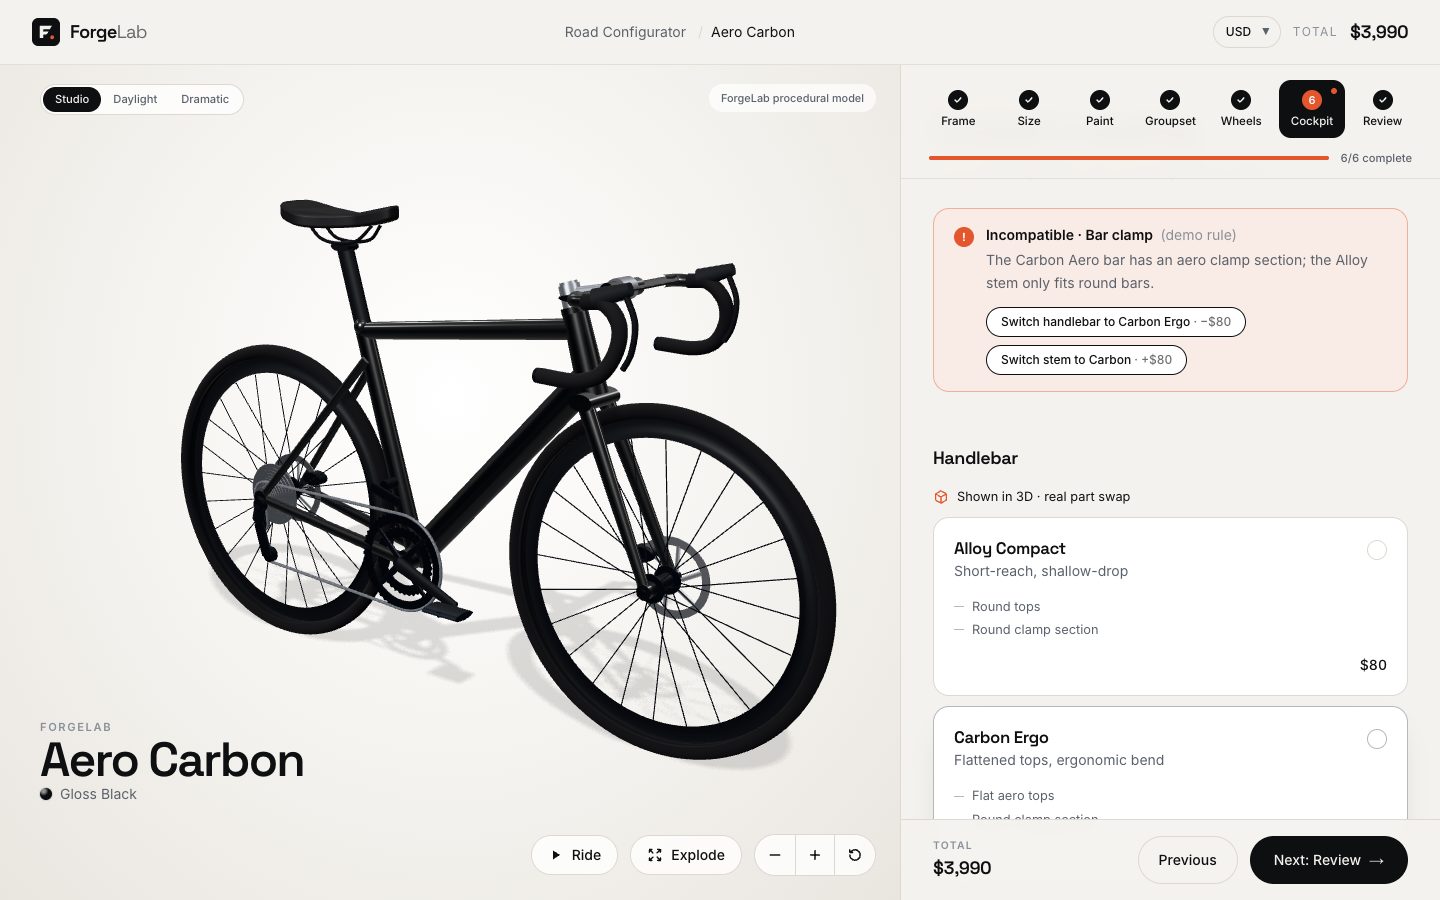 F.
ForgeLab
Road Configurator / Aero Carbon
USD ▼
TOTAL $3,990
Studio
Daylight
Dramatic
ForgeLab procedural model
Frame
Size
Paint
Groupset
Wheels
6
Cockpit
Review
6/6 complete
!
Incompatible · Bar clamp (demo rule)
The Carbon Aero bar has an aero clamp section; the Alloy
stem only fits round bars.
Switch handlebar to Carbon Ergo · −$80
Switch stem to Carbon · +$80
Handlebar
Shown in 3D · real part swap
Alloy Compact
Short-reach, shallow-drop
— Round tops
— Round clamp section
$80
Carbon Ergo
Flattened tops, ergonomic bend
— Flat aero tops
Round clamp section
FORGELAB
Aero Carbon
Gloss Black
Ride
Explode
− +
TOTAL
$3,990
Previous
Next: Review →